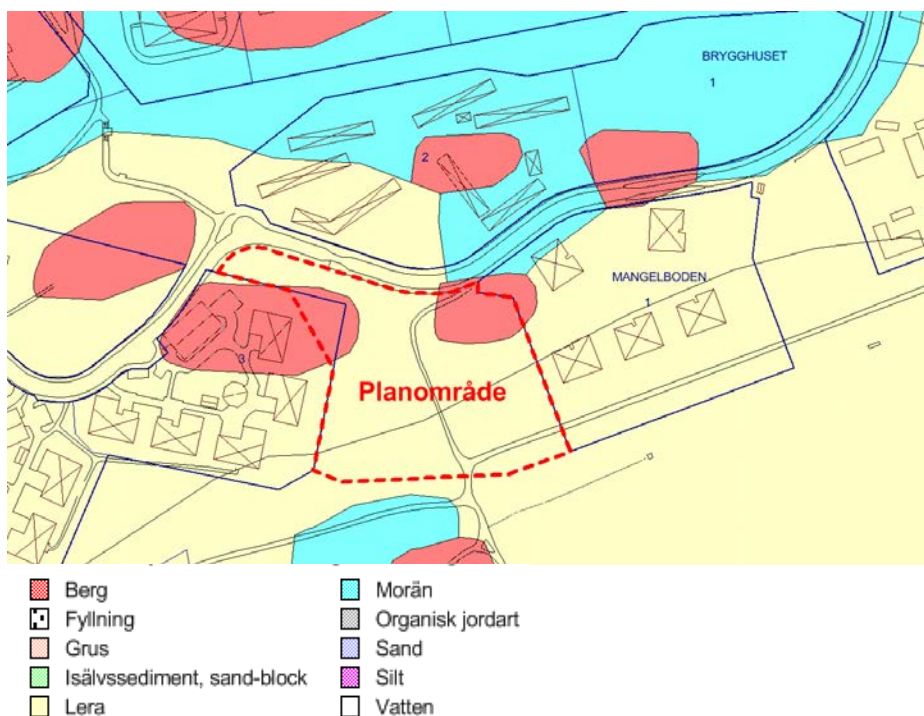 BRYGGHUSET
1
2
MANGELBODEN
1
3
Planområde
Berg
Fyllning
Grus
Isälvssediment, sand-block
Lera
Morän
Organisk jordart
Sand
Silt
Vatten